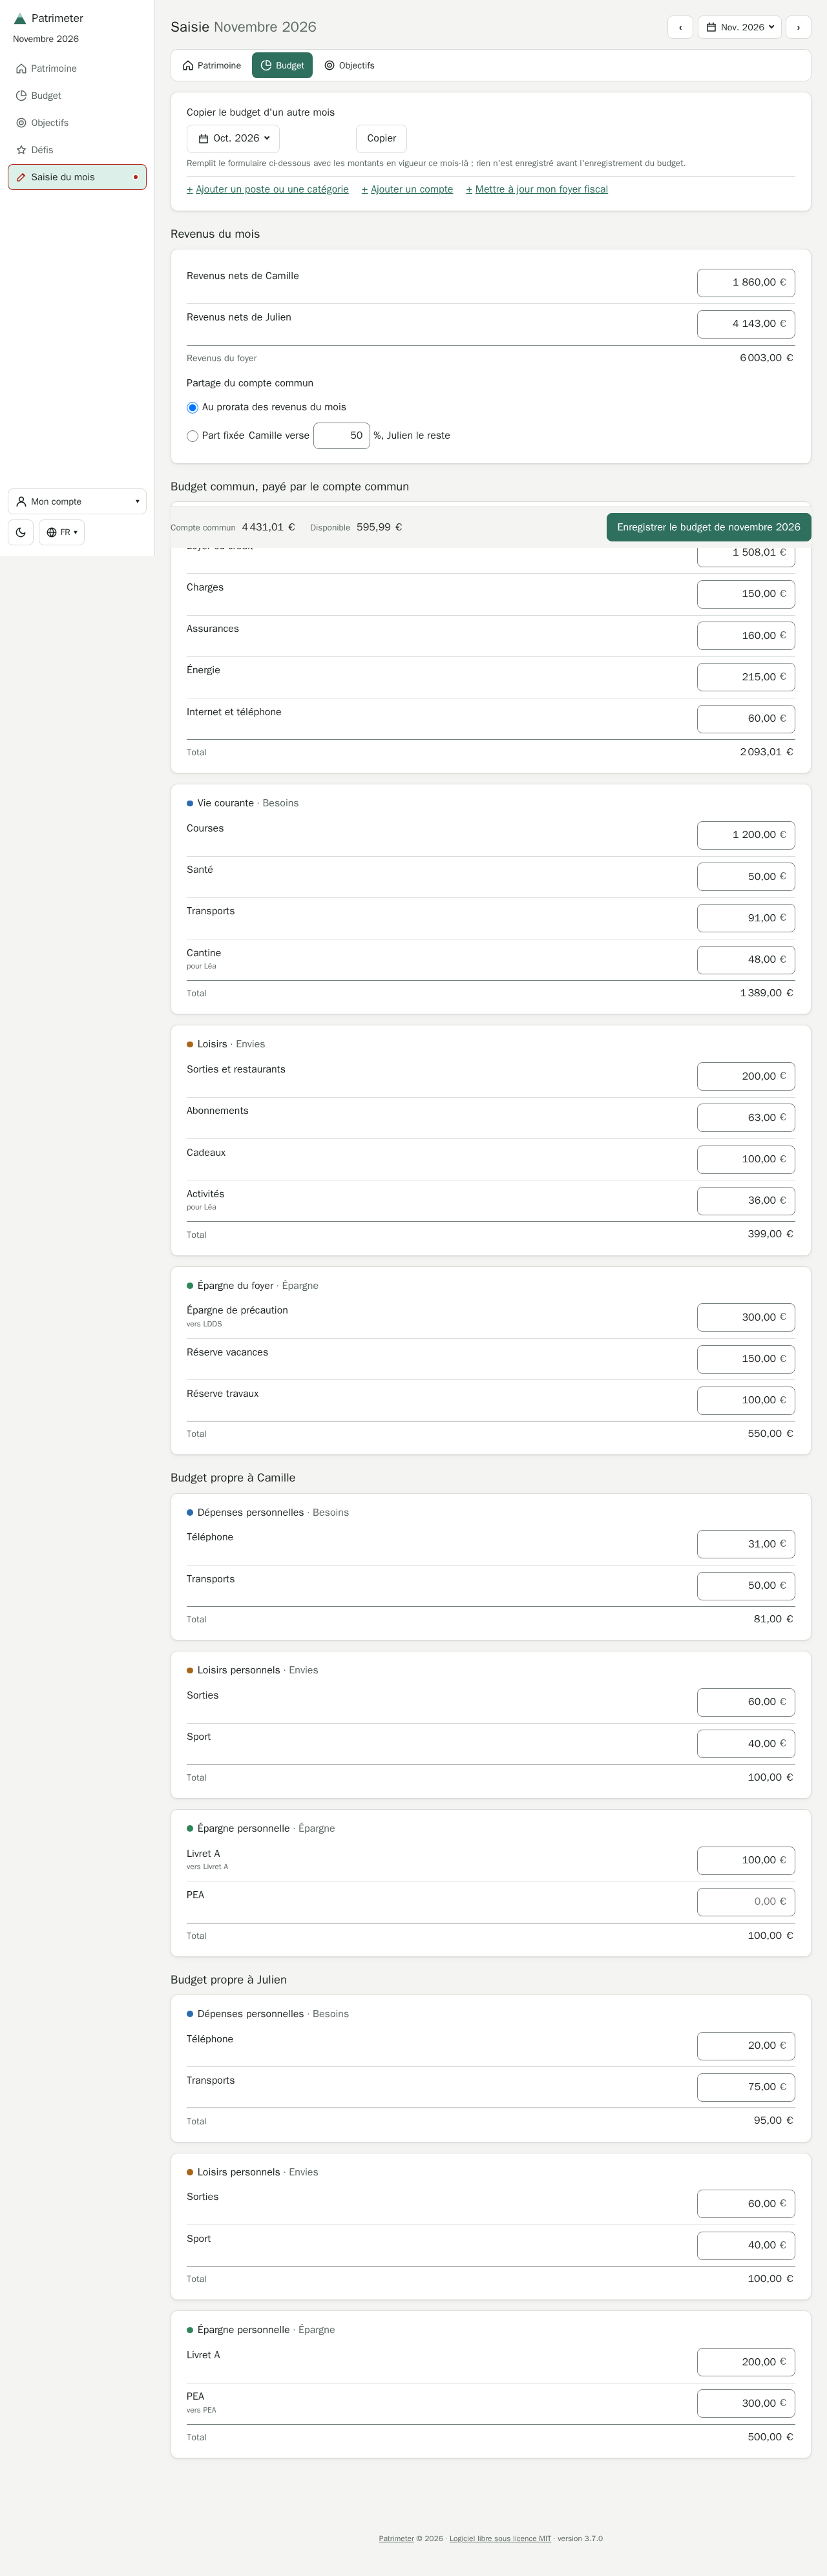 Patrimeter
Novembre 2026
Patrimoine
Budget
Objectifs
Défis
Saisie du mois
Mon compte ▾
FR ▾
Saisie Novembre 2026
‹ Nov. 2026 ›
Patrimoine Budget Objectifs
Copier le budget d'un autre mois
Oct. 2026 Copier
Remplit le formulaire ci-dessous avec les montants en vigueur ce mois-là ; rien n'est enregistré avant l'enregistrement du budget.
+ Ajouter un poste ou une catégorie + Ajouter un compte + Mettre à jour mon foyer fiscal
Revenus du mois
Revenus nets de Camille 1 860,00 €
Revenus nets de Julien 4 143,00 €
Revenus du foyer 6 003,00 €
Partage du compte commun
Au prorata des revenus du mois
Part fixée Camille verse 50 %, Julien le reste
Budget commun, payé par le compte commun
Compte commun 4 431,01 € Disponible 595,99 € Enregistrer le budget de novembre 2026
1 508,01 €
Charges 150,00 €
Assurances 160,00 €
Énergie 215,00 €
Internet et téléphone 60,00 €
Total 2 093,01 €
Vie courante · Besoins
Courses 1 200,00 €
Santé 50,00 €
Transports 91,00 €
Cantine 48,00 €
pour Léa
Total 1 389,00 €
Loisirs · Envies
Sorties et restaurants 200,00 €
Abonnements 63,00 €
Cadeaux 100,00 €
Activités 36,00 €
pour Léa
Total 399,00 €
Épargne du foyer · Épargne
Épargne de précaution 300,00 €
vers LDDS
Réserve vacances 150,00 €
Réserve travaux 100,00 €
Total 550,00 €
Budget propre à Camille
Dépenses personnelles · Besoins
Téléphone 31,00 €
Transports 50,00 €
Total 81,00 €
Loisirs personnels · Envies
Sorties 60,00 €
Sport 40,00 €
Total 100,00 €
Épargne personnelle · Épargne
Livret A 100,00 €
vers Livret A
PEA 0,00 €
Total 100,00 €
Budget propre à Julien
Dépenses personnelles · Besoins
Téléphone 20,00 €
Transports 75,00 €
Total 95,00 €
Loisirs personnels · Envies
Sorties 60,00 €
Sport 40,00 €
Total 100,00 €
Épargne personnelle · Épargne
Livret A 200,00 €
PEA 300,00 €
vers PEA
Total 500,00 €
Patrimeter © 2026 · Logiciel libre sous licence MIT · version 3.7.0